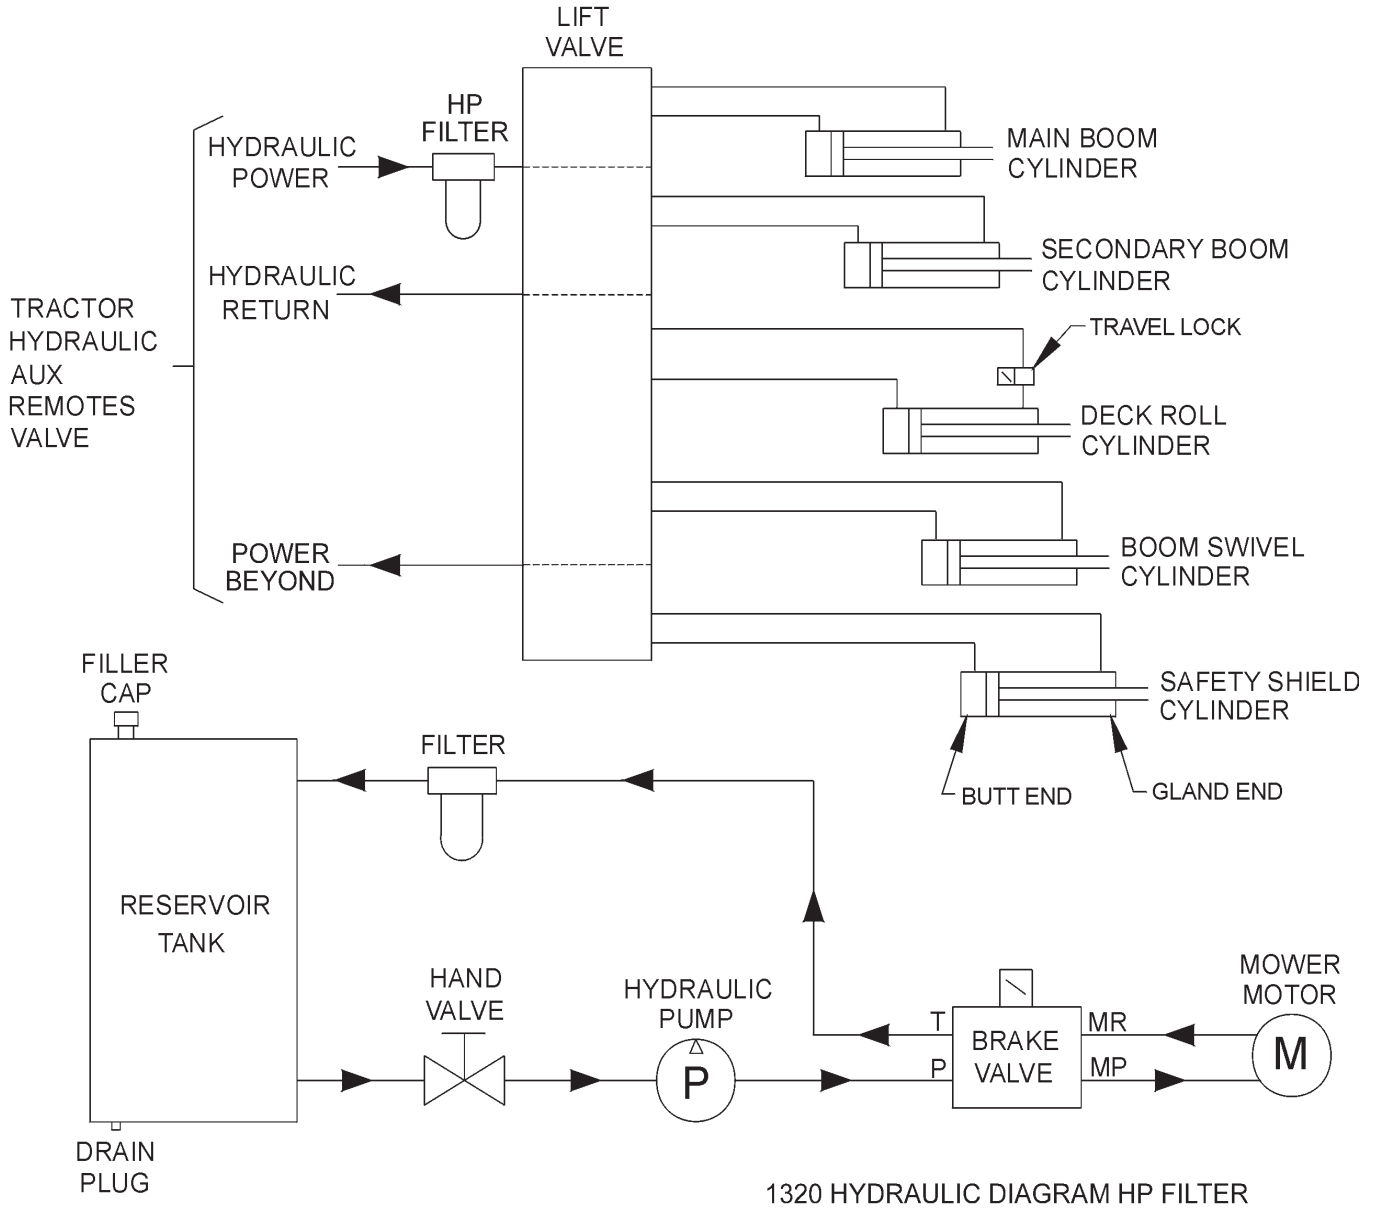 LIFT
VALVE
HP
FILTER
HYDRAULIC
POWER
HYDRAULIC
RETURN
TRACTOR
HYDRAULIC
AUX
REMOTES
VALVE
POWER
BEYOND
MAIN BOOM
CYLINDER
SECONDARY BOOM
CYLINDER
TRAVEL LOCK
DECK ROLL
CYLINDER
BOOM SWIVEL
CYLINDER
SAFETY SHIELD
CYLINDER
BUTT END
GLAND END
FILLER
CAP
FILTER
RESERVOIR
TANK
HAND
VALVE
HYDRAULIC
PUMP
P
T
P
BRAKE
VALVE
MR
MP
MOWER
MOTOR
M
DRAIN
PLUG
1320 HYDRAULIC DIAGRAM HP FILTER